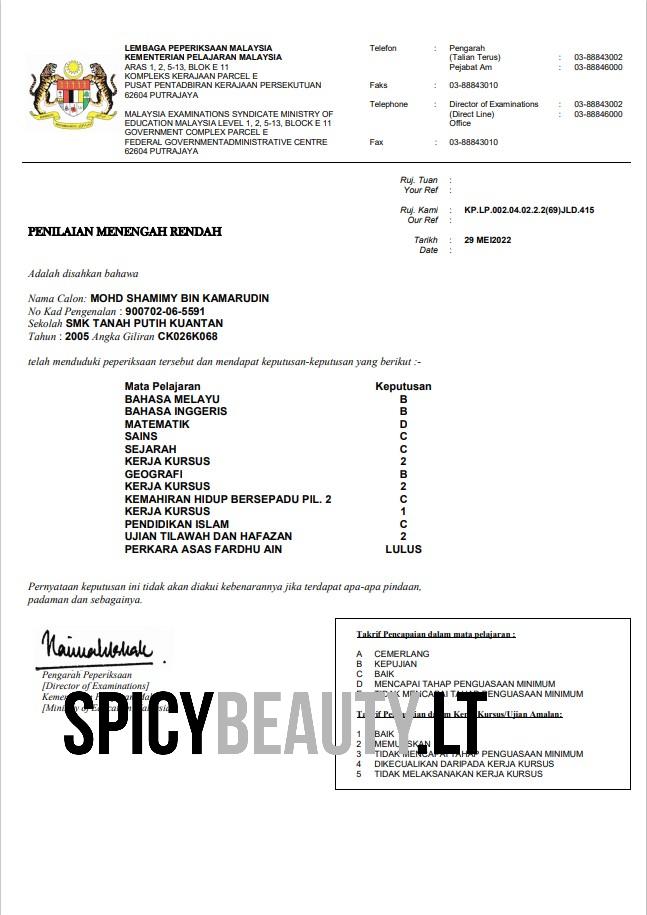 LEMBAGA PEPERIKSAAN MALAYSIA
KEMENTERIAN PELAJARAN MALAYSIA
ARAS 1, 2, 5-13, BLOK E 11
KOMPLEKS KERAJAAN PARCEL E
PUSAT PENTADBIRAN KERAJAAN PERSEKUTUAN
62604 PUTRAJAYA
MALAYSIA EXAMINATIONS SYNDICATE MINISTRY OF
EDUCATION MALAYSIA LEVEL 1, 2, 5-13, BLOCK E 11
GOVERNMENT COMPLEX PARCEL E
FEDERAL GOVERNMENTADMINISTRATIVE CENTRE
62604 PUTRAJAYA
Telefon : Pengarah
(Talian Terus) : 03-88843002
Pejabat Am : 03-88846000
Faks : 03-88843010
Telephone : Director of Examinations : 03-88843002
(Direct Line) : 03-88846000
Office
Fax : 03-88843010
Ruj. Tuan :
Your Ref :
Ruj. Kami : KP.LP.002.04.02.2.2(69)JLD.415
Our Ref :
Tarikh : 29 MEI2022
Date :
PENILAIAN MENENGAH RENDAH
Adalah disahkan bahawa
Nama Calon: MOHD SHAMIMY BIN KAMARUDIN
No Kad Pengenalan : 900702-06-5591
Sekolah SMK TANAH PUTIH KUANTAN
Tahun : 2005 Angka Giliran CK026K068
telah menduduki peperiksaan tersebut dan mendapat keputusan-keputusan yang berikut :-
Mata Pelajaran Keputusan
BAHASA MELAYU B
BAHASA INGGERIS B
MATEMATIK D
SAINS C
SEJARAH C
KERJA KURSUS 2
GEOGRAFI B
KERJA KURSUS 2
KEMAHIRAN HIDUP BERSEPADU PIL. 2 C
KERJA KURSUS 1
PENDIDIKAN ISLAM C
UJIAN TILAWAH DAN HAFAZAN 2
PERKARA ASAS FARDHU AIN LULUS
Pernyataan keputusan ini tidak akan diakui kebenarannya jika terdapat apa-apa pindaan,
padaman dan sebagainya.
Pengarah Peperiksaan
[Director of Examinations]
Takrif Pencapaian dalam mata pelajaran :
A CEMERLANG
B KEPUJIAN
C BAIK
D MENCAPAI TAHAP PENGUASAAN MINIMUM
TIDAK MENCAPAI TAHAP PENGUASAAN MINIMUM
Kursus/Ujian Amalan:
1 BAIK
2
3 TIDAK MENCAPAI TAHAP PENGUASAAN MINIMUM
4 DIKECUALIKAN DARIPADA KERJA KURSUS
5 TIDAK MELAKSANAKAN KERJA KURSUS
SPICYBEAUTY.LT